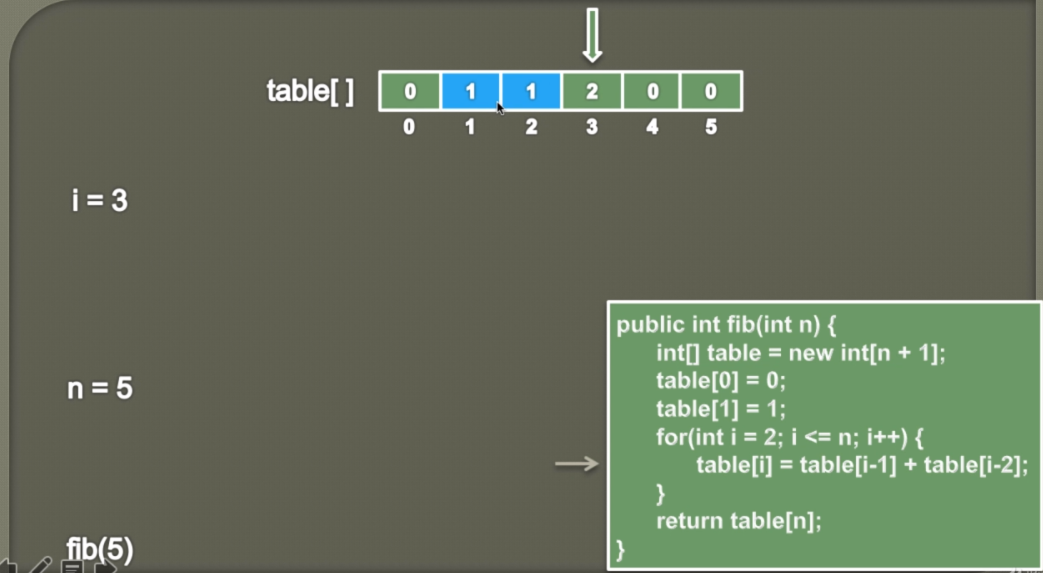 table[ ] 0 1 1 2 0 0
0 1 2 3 4 5
i = 3
n = 5
fib(5)
public int fib(int n) {
int[] table = new int[n + 1];
table[0] = 0;
table[1] = 1;
for(int i = 2; i <= n; i++) {
table[i] = table[i-1] + table[i-2];
}
return table[n];
}